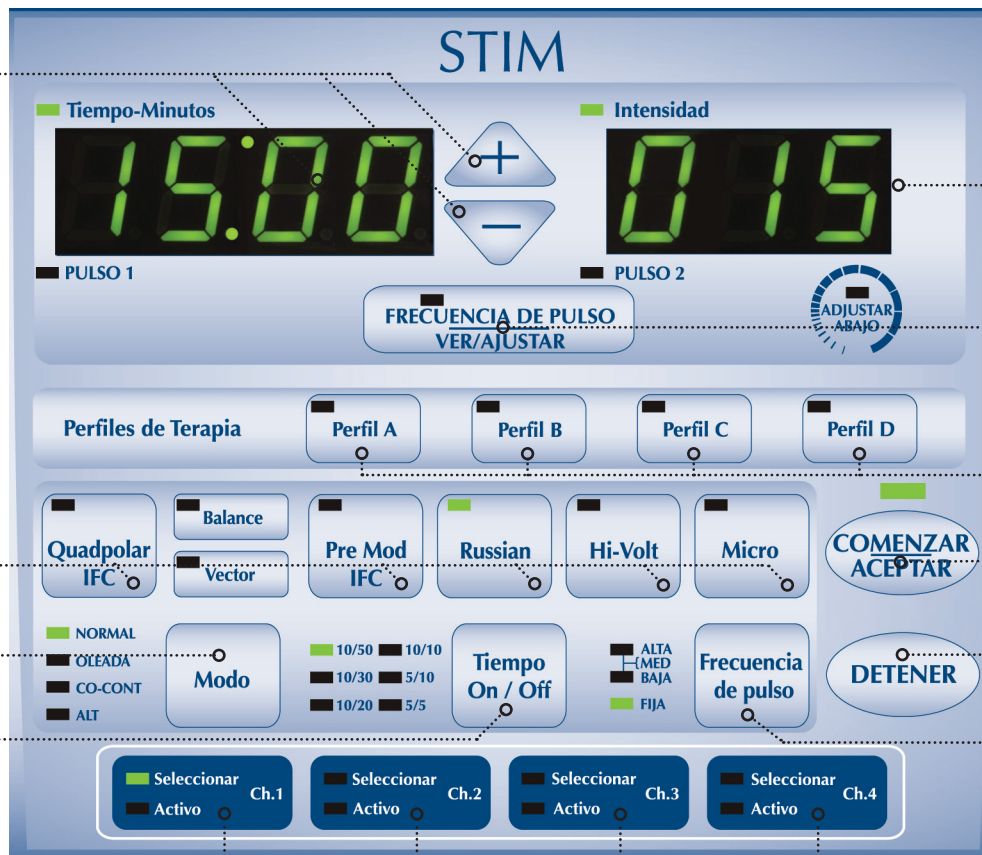 STIM
Tiempo-Minutos
Intensidad
15:00
+
015
−
PULSO 1
PULSO 2
FRECUENCIA DE PULSO
VER/AJUSTAR
ADJUSTAR
ABAJO
Perfiles de Terapia
Perfil A
Perfil B
Perfil C
Perfil D
Quadpolar
IFC
Balance
Vector
Pre Mod
IFC
Russian
Hi-Volt
Micro
COMENZAR
ACEPTAR
NORMAL
OLEADA
CO-CONT
ALT
Modo
10/50 10/10
10/30 5/10
10/20 5/5
Tiempo
On / Off
ALTA
MED
BAJA
FIJA
Frecuencia
de pulso
DETENER
Seleccionar
Activo
Ch.1
Seleccionar
Activo
Ch.2
Seleccionar
Activo
Ch.3
Seleccionar
Activo
Ch.4